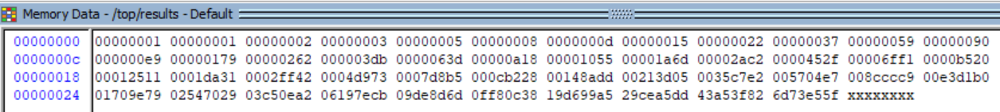 Memory Data - /top/results - Default
00000000 00000001 00000001 00000002 00000003 00000005 00000008 0000000d 00000015 00000022 00000037 00000059 00000090
0000000c 000000e9 00000179 00000262 000003db 0000063d 00000a18 00001055 00001a6d 00002ac2 0000452f 00006ff1 0000b520
00000018 00012511 0001da31 0002ff42 0004d973 0007d8b5 000cb228 00148add 00213d05 0035c7e2 005704e7 008cccc9 00e3d1b0
00000024 01709e79 02547029 03c50ea2 06197ecb 09de8d6d 0ff80c38 19d699a5 29cea5dd 43a53f82 6d73e55f xxxxxxxx